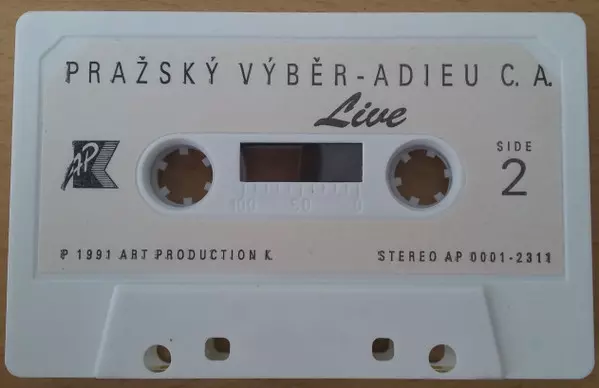 PRAŽSKÝ VÝBĚR-ADIEU C. A.
Live
AP
SIDE
2
100 50 0
P 1991 ART PRODUCTION K
STEREO AP 0001-2311